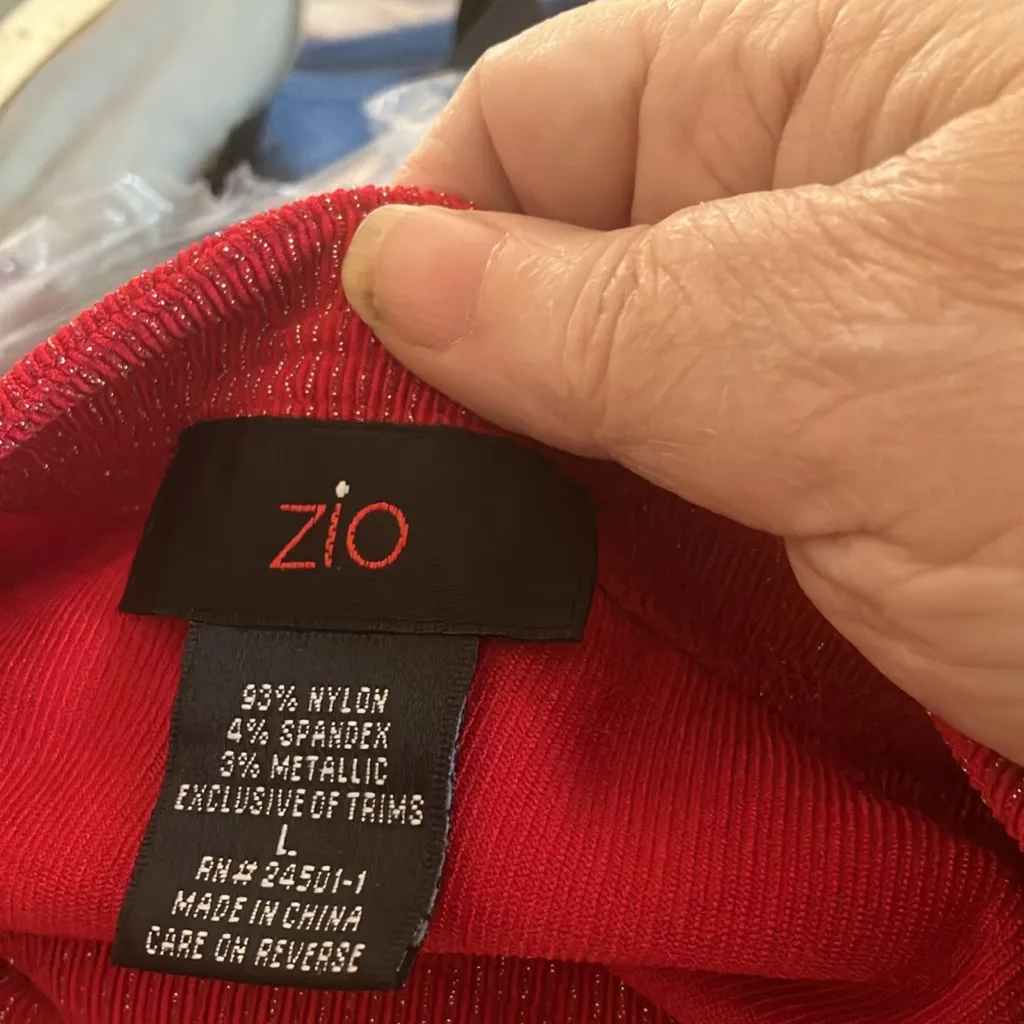 zio
93% NYLON
4% SPANDEX
3% METALLIC
EXCLUSIVE OF TRIMS
L.
RN# 24501-1
MADE IN CHINA
CARE ON REVERSE